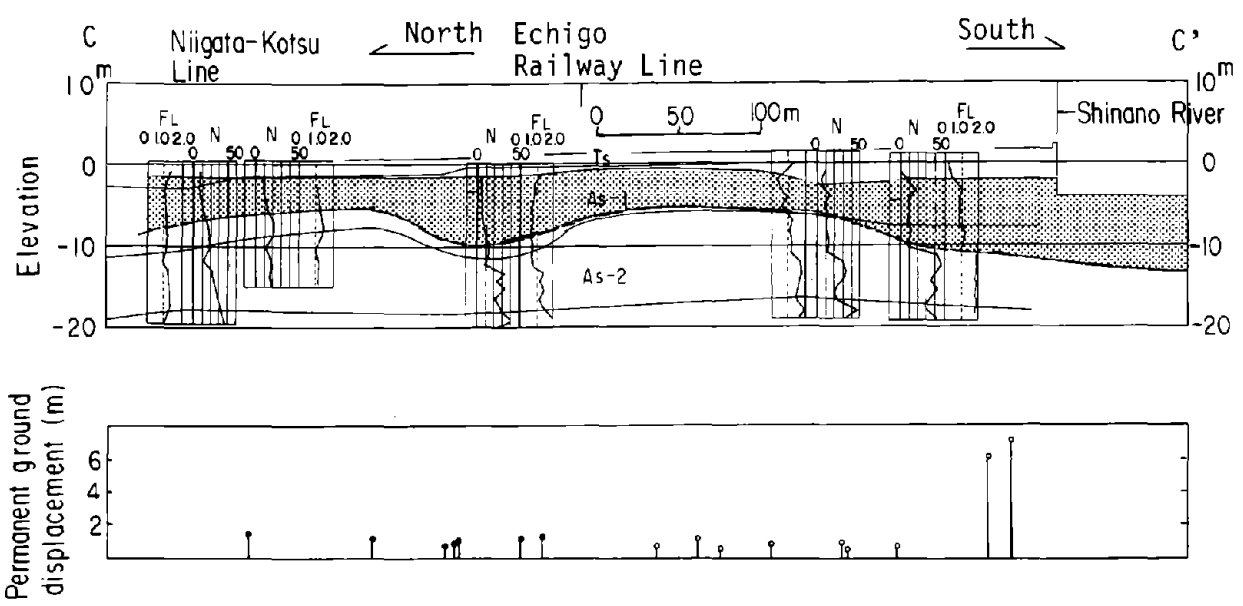 C
Niigata-Kotsu
Line
North
Echigo
Railway Line
South
C'
10m
10m
Shinano River
0 50 100m
FL
0 1.0 2.0
N
0 50
N
0 50
FL
0 1.0 2.0
N
0 50
FL
0 1.0 2.0
N
0 50
N
0 50
FL
0 1.0 2.0
Ts
0
0
As-1
-10
-10
As-2
-20
-20
Elevation
Permanent ground
displacement (m)
6
4
2